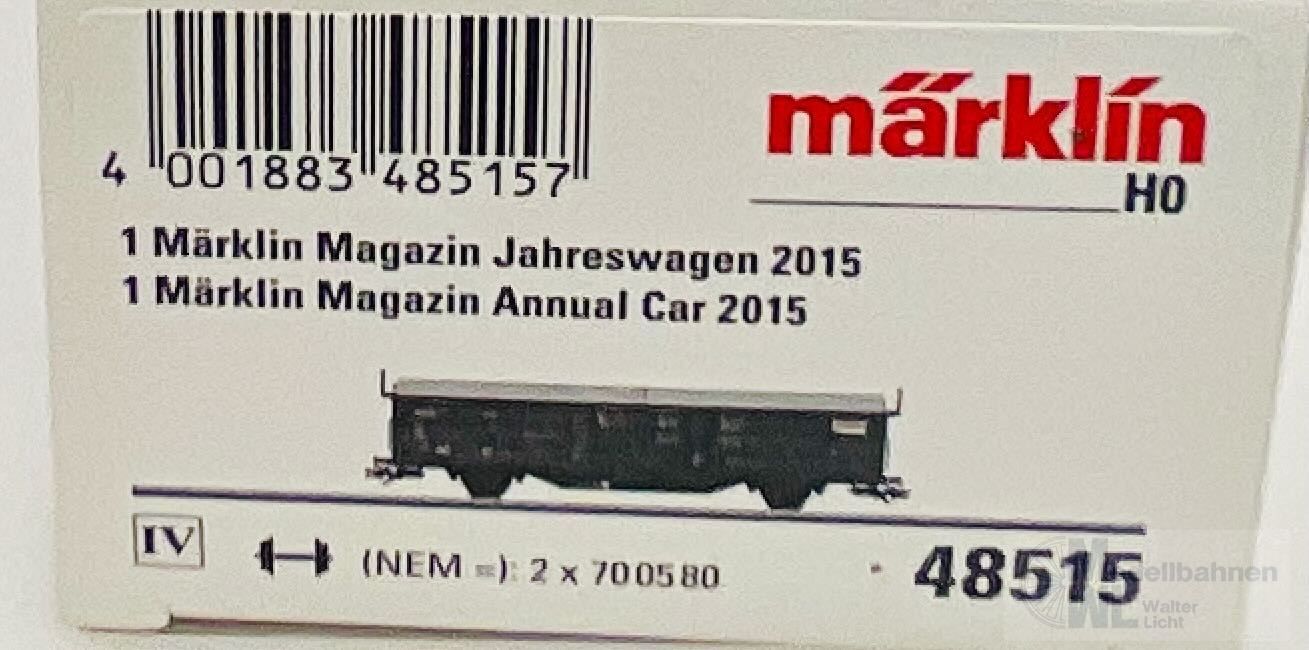 4 001883 485157
märklin
H0
1 Märklin Magazin Jahreswagen 2015
1 Märklin Magazin Annual Car 2015
IV
(NEM =): 2 x 700580
48515
Walter
Licht